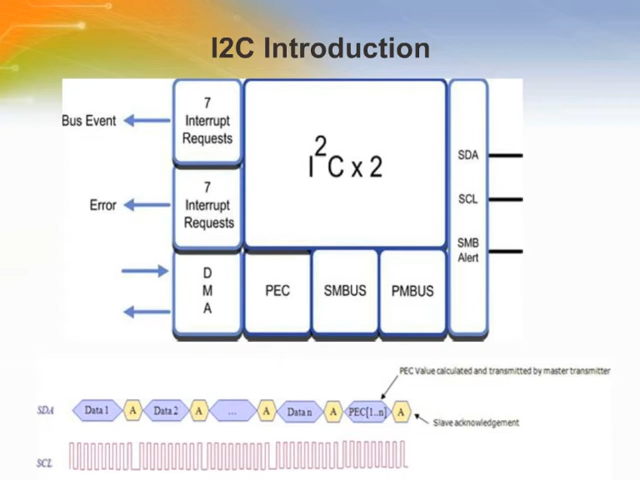 I2C Introduction
7
Interrupt
Requests
Bus Event
I2C x 2
SDA
7
Interrupt
Requests
Error
SCL
SMB
Alert
D
M
A
PEC
SMBUS
PMBUS
PEC Value calculated and transmitted by master transmitter
SDA
Data 1
A
Data 2
A
...
A
Data n
A
PEC[1..n]
A
Slave acknowledgement
SCL